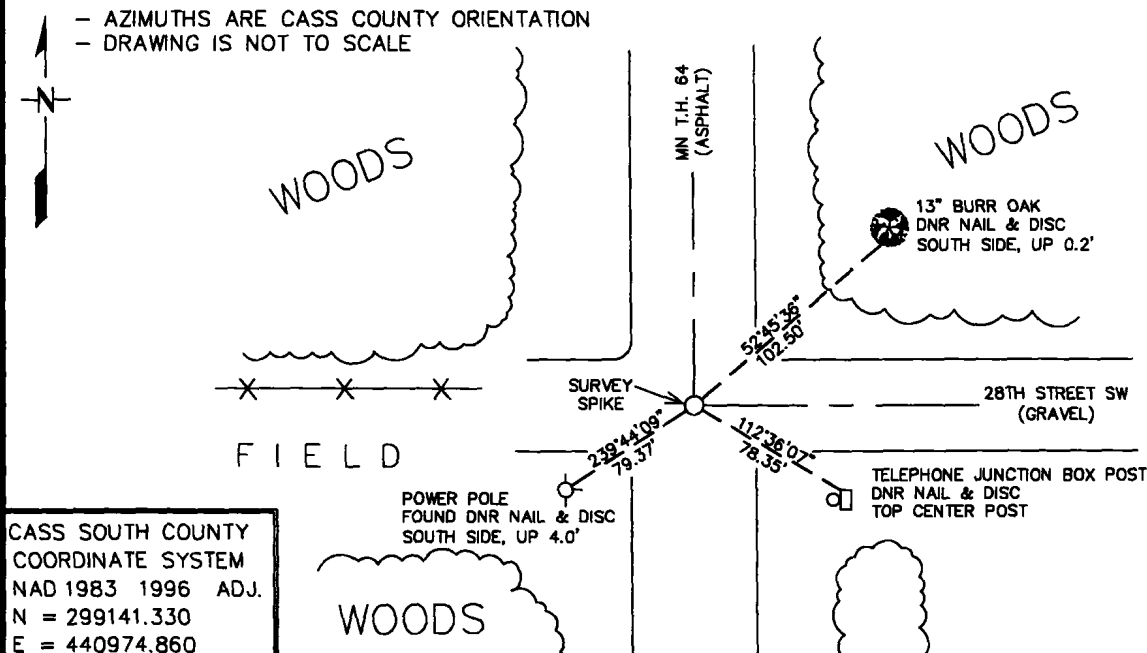 - AZIMUTHS ARE CASS COUNTY ORIENTATION
- DRAWING IS NOT TO SCALE
N
WOODS
MN T.H. 64
(ASPHALT)
WOODS
13" BURR OAK
DNR NAIL & DISC
SOUTH SIDE, UP 0.2'
52°45'36"
102.50'
SURVEY
SPIKE
28TH STREET SW
(GRAVEL)
FIELD
239°44'09"
79.37'
112°36'07"
78.35'
POWER POLE
FOUND DNR NAIL & DISC
SOUTH SIDE, UP 4.0'
TELEPHONE JUNCTION BOX POST
DNR NAIL & DISC
TOP CENTER POST
CASS SOUTH COUNTY
COORDINATE SYSTEM
NAD 1983 1996 ADJ.
N = 299141.330
E = 440974.860
WOODS